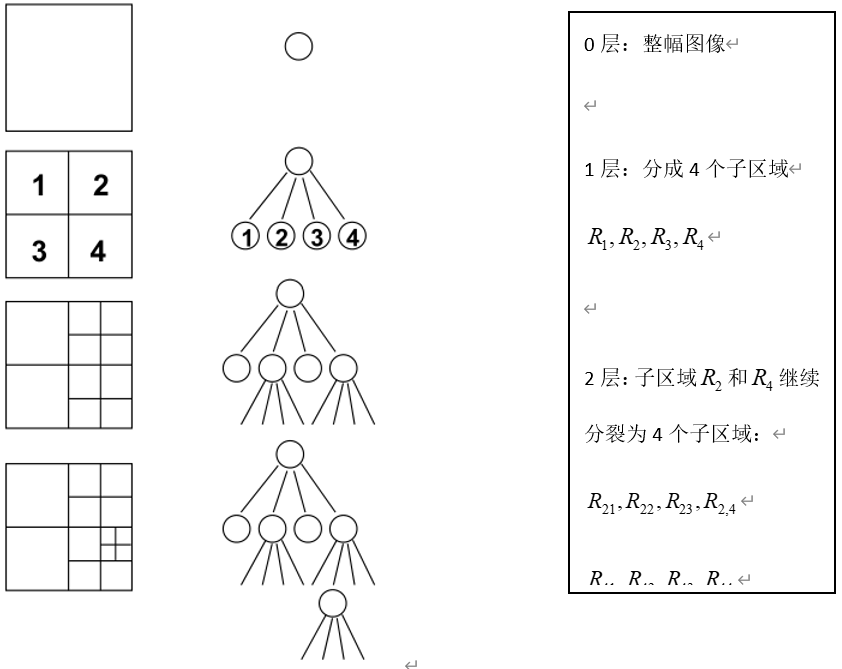 1 2
3 4
1 2 3 4
0 层：整幅图像
1 层：分成 4 个子区域
R₁, R₂, R₃, R₄
2 层：子区域 R₂ 和 R₄ 继续
分裂为 4 个子区域：
R₂₁, R₂₂, R₂₃, R₂,₄